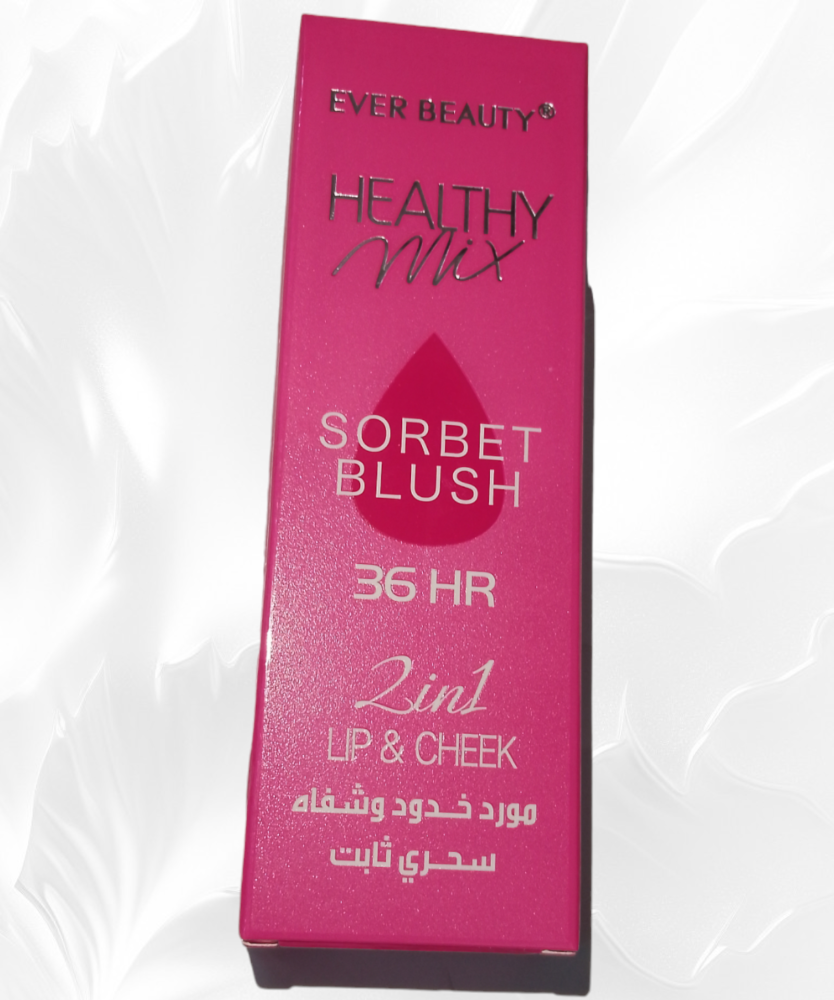 EVER BEAUTY®
HEALTHY
Mix
SORBET
BLUSH
36 HR
2in1
LIP & CHEEK
مورد خدود وشفاه
سحري ثابت